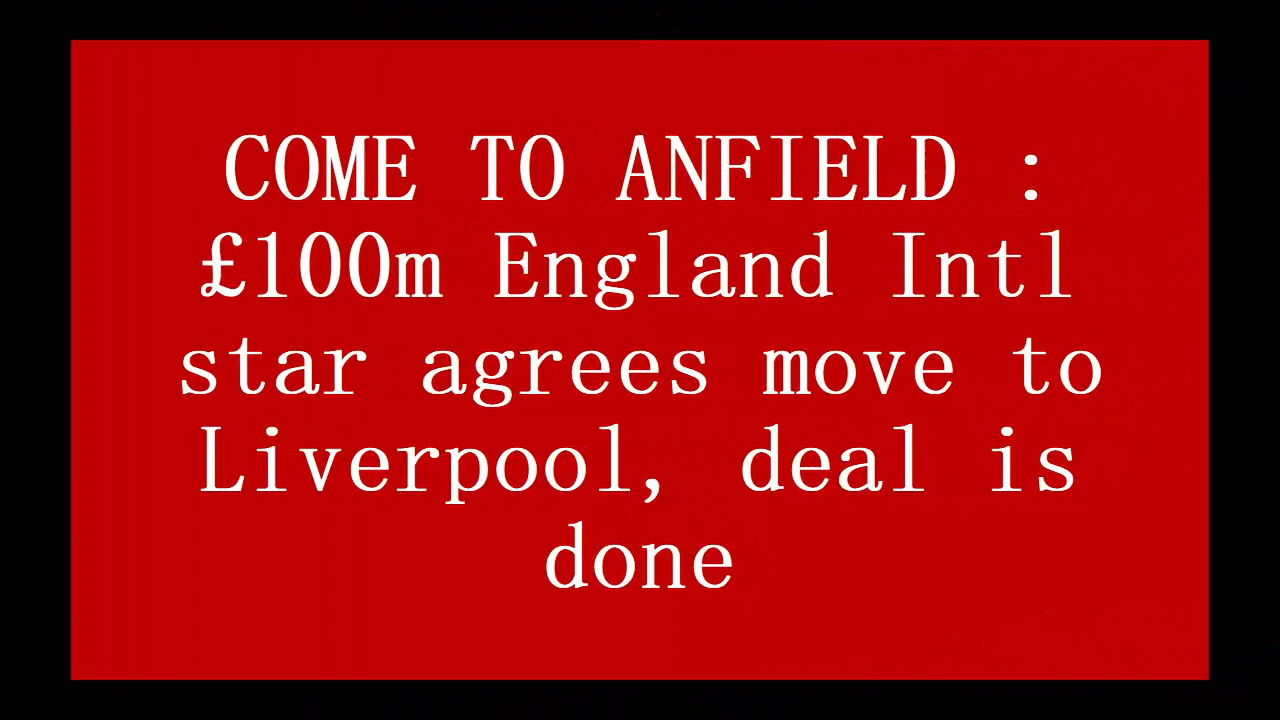 COME TO ANFIELD :
£100m England Intl
star agrees move to
Liverpool, deal is
done